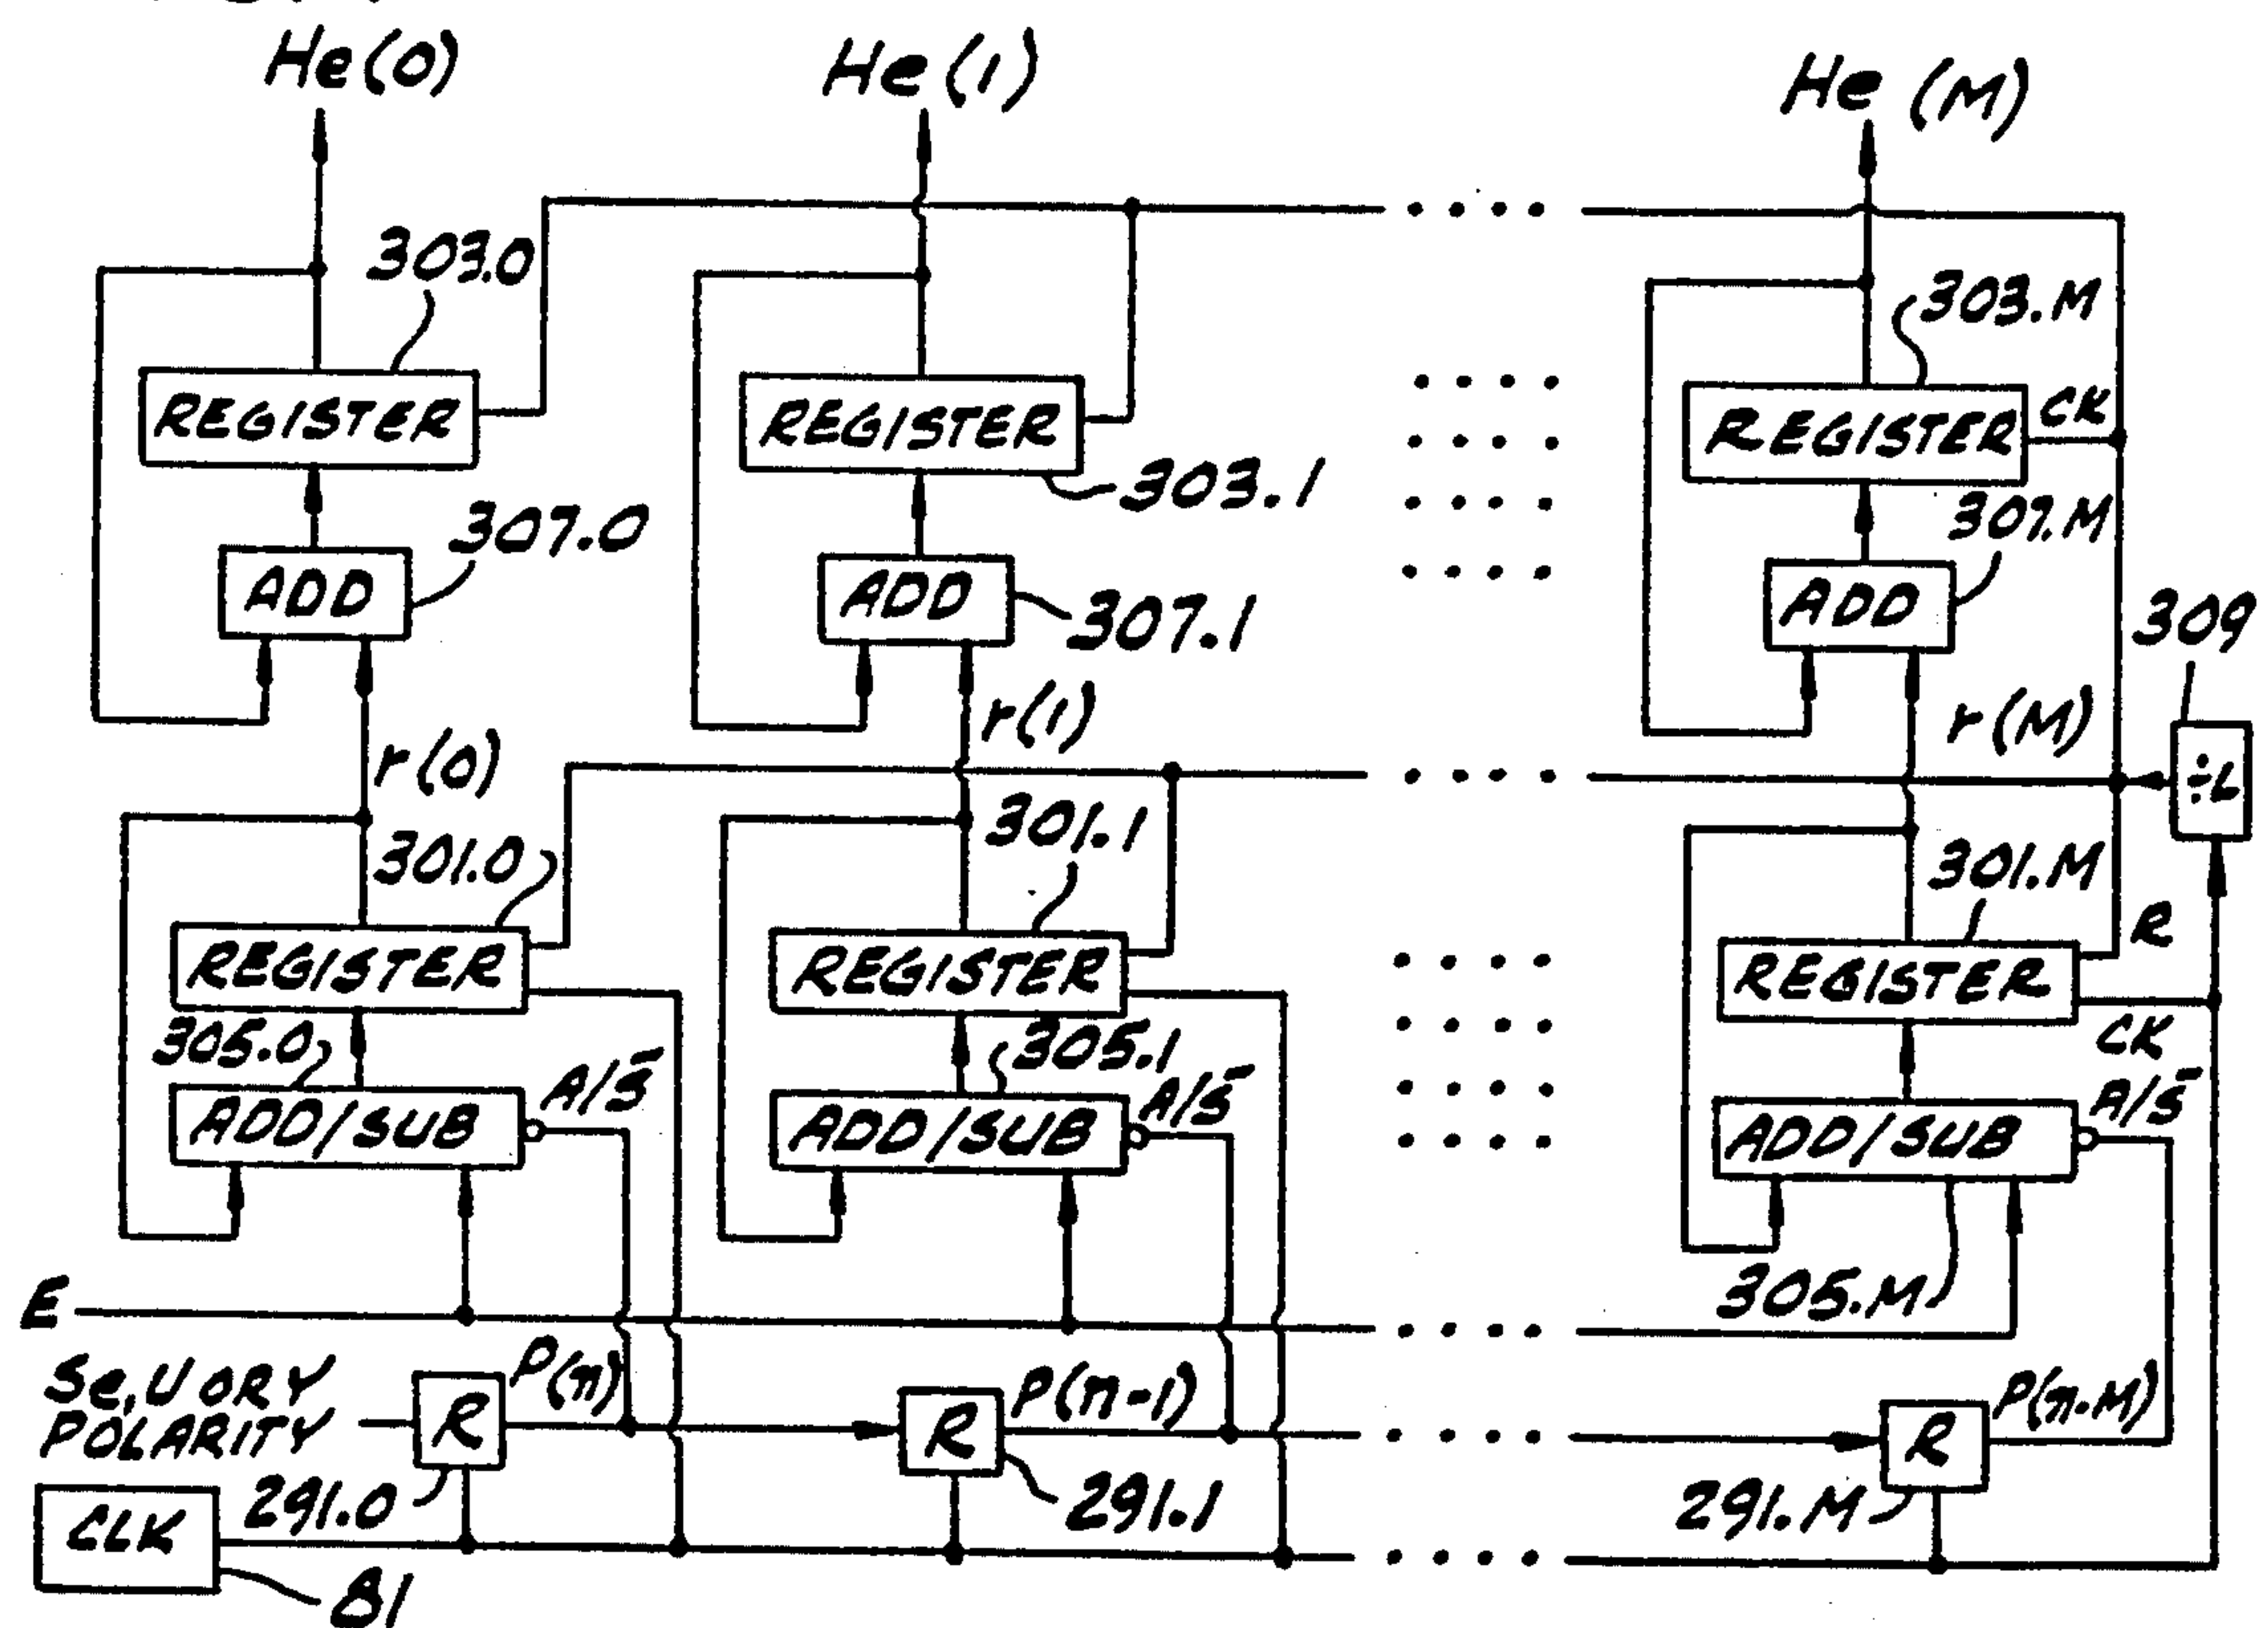 He(0) He(1) He(M)
303.0
303.M
REGISTER REGISTER REGISTER CK
303.1
307.0 307.M
ADD ADD ADD
307.1 309
r(0) r(1) r(M)
÷L
301.0 301.1 301.M
REGISTER REGISTER REGISTER R
CK
305.0 305.1
ADD/SUB A/S̅ ADD/SUB A/S̅ ADD/SUB A/S̅
305.M
E
Se, U OR Y
POLARITY
R P(n) R P(n-1) R P(n-M)
291.0 291.1 291.M
CLK
81